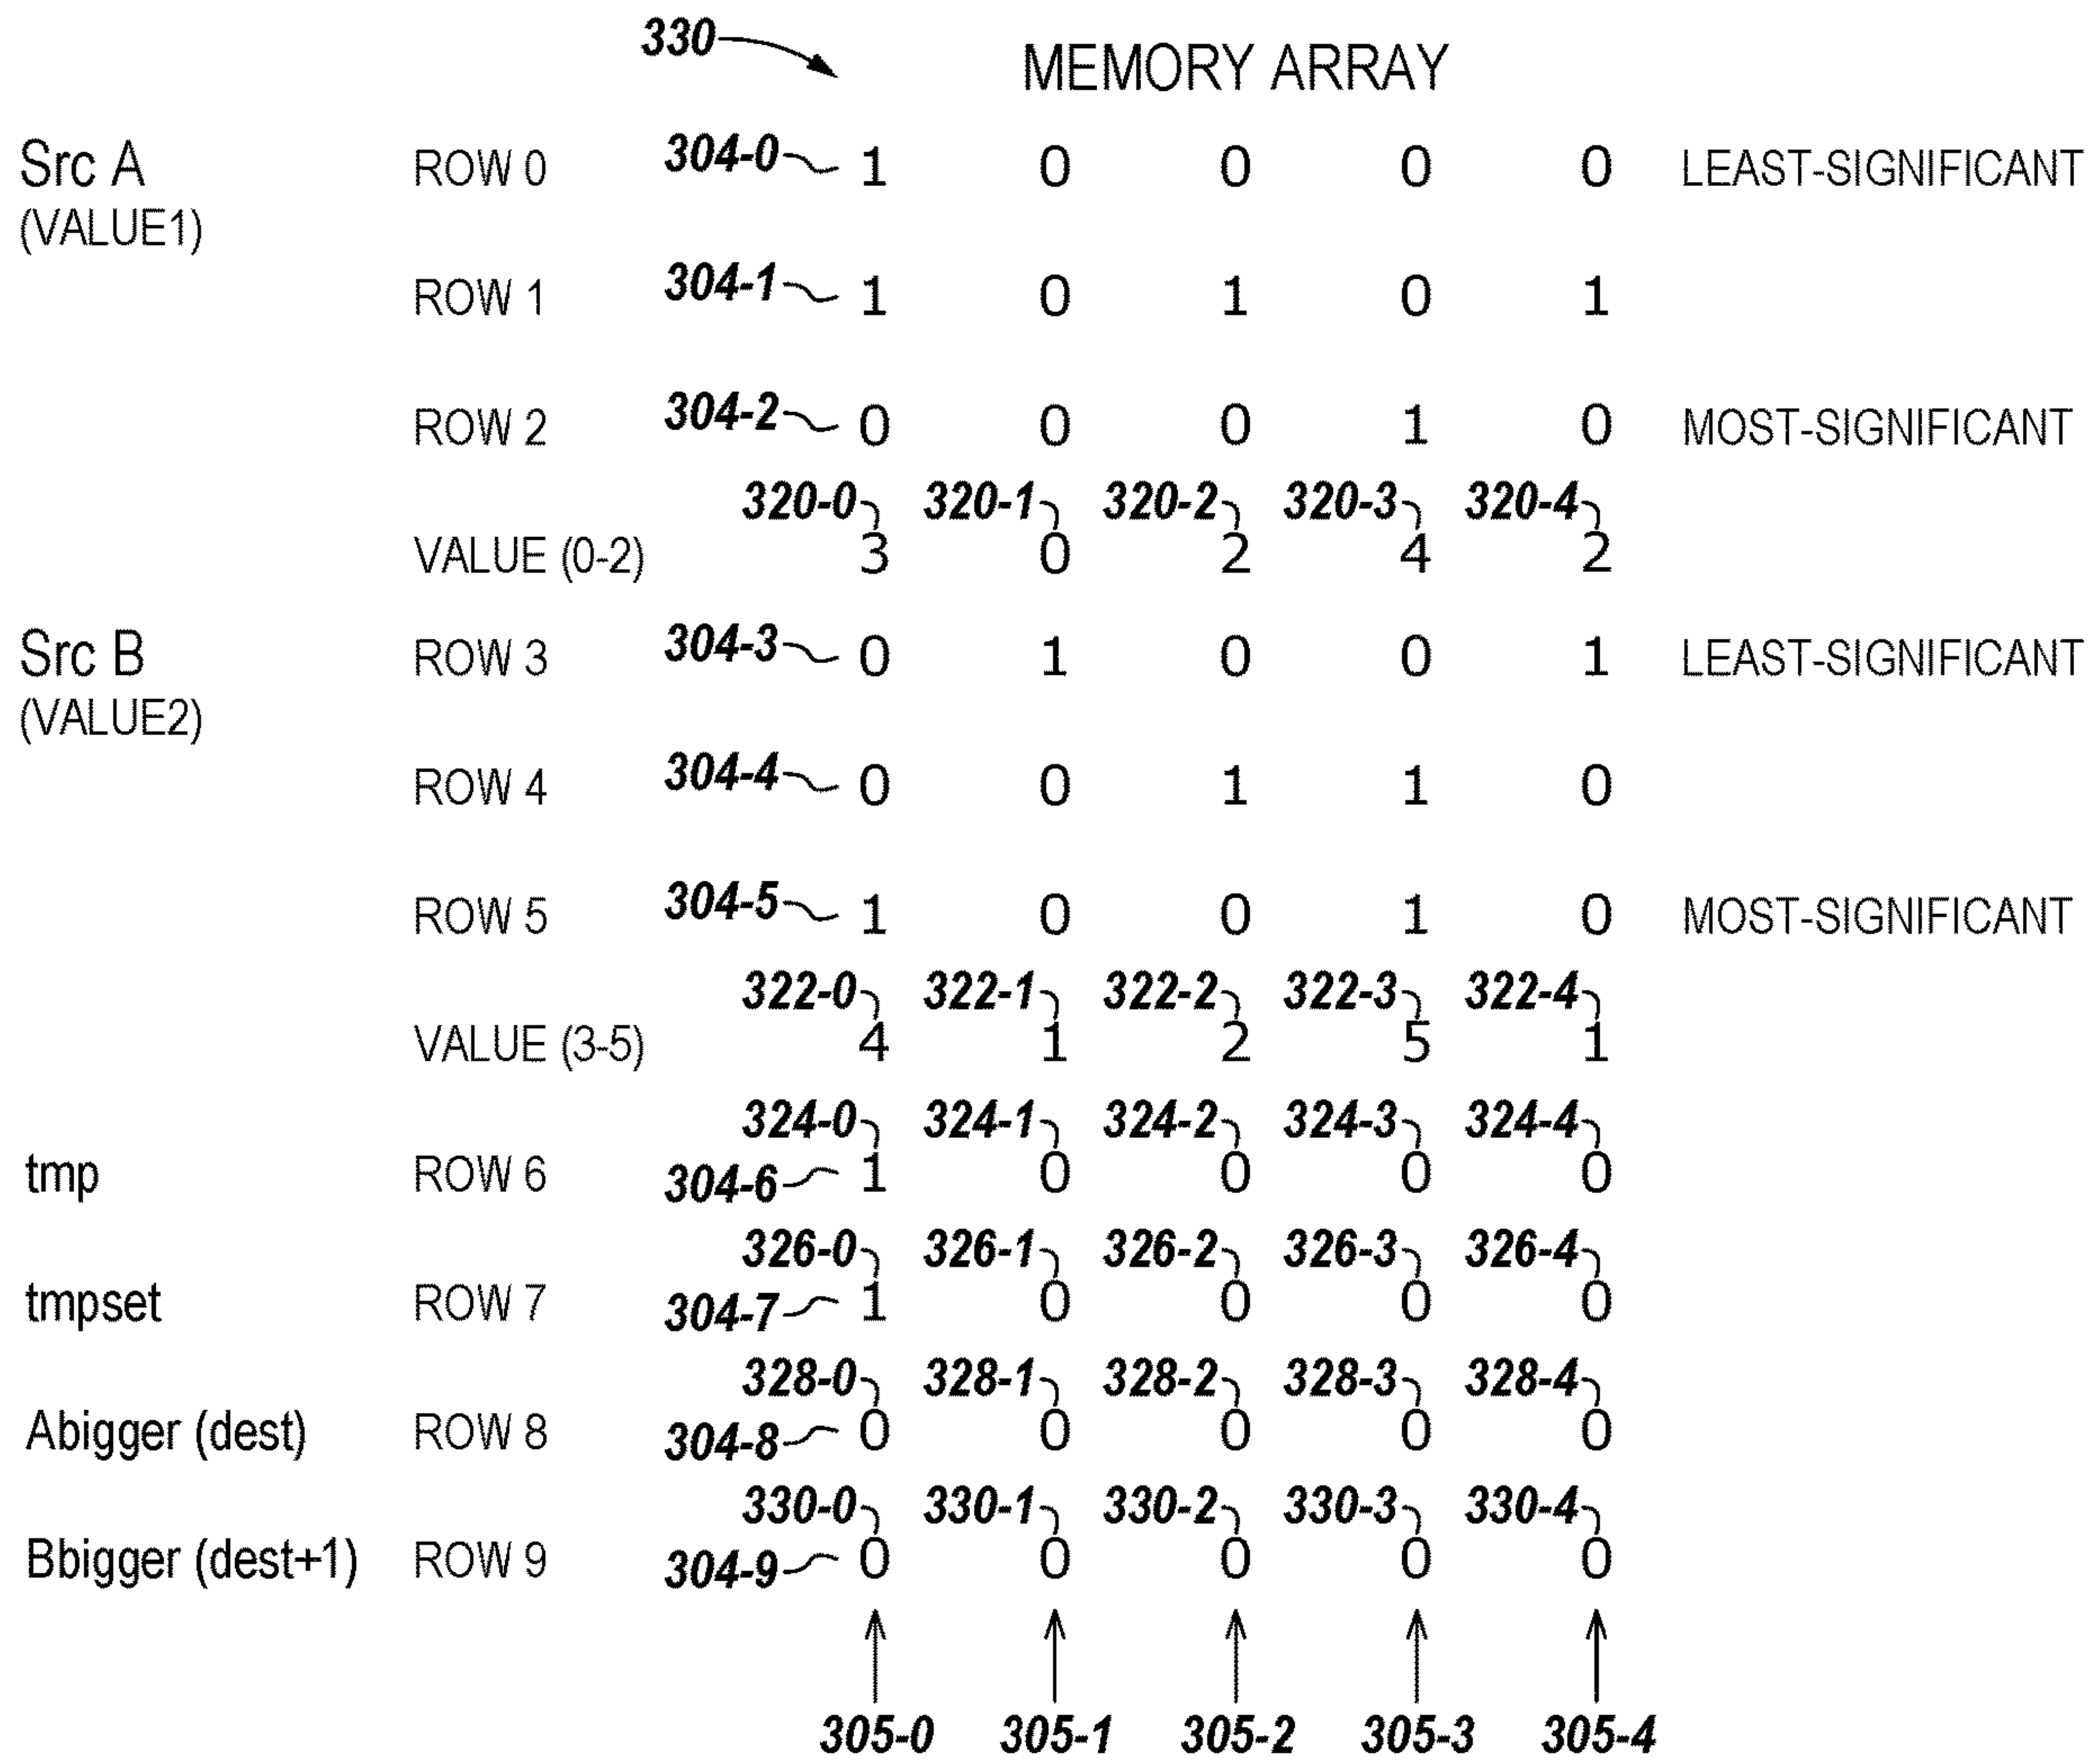 330 MEMORY ARRAY
Src A ROW 0 304-0 1 0 0 0 0 LEAST-SIGNIFICANT
(VALUE1)
ROW 1 304-1 1 0 1 0 1
ROW 2 304-2 0 0 0 1 0 MOST-SIGNIFICANT
320-0 320-1 320-2 320-3 320-4
VALUE (0-2) 3 0 2 4 2
Src B ROW 3 304-3 0 1 0 0 1 LEAST-SIGNIFICANT
(VALUE2)
ROW 4 304-4 0 0 1 1 0
ROW 5 304-5 1 0 0 1 0 MOST-SIGNIFICANT
322-0 322-1 322-2 322-3 322-4
VALUE (3-5) 4 1 2 5 1
324-0 324-1 324-2 324-3 324-4
tmp ROW 6 304-6 1 0 0 0 0
326-0 326-1 326-2 326-3 326-4
tmpset ROW 7 304-7 1 0 0 0 0
328-0 328-1 328-2 328-3 328-4
Abigger (dest) ROW 8 304-8 0 0 0 0 0
330-0 330-1 330-2 330-3 330-4
Bbigger (dest+1) ROW 9 304-9 0 0 0 0 0
305-0 305-1 305-2 305-3 305-4